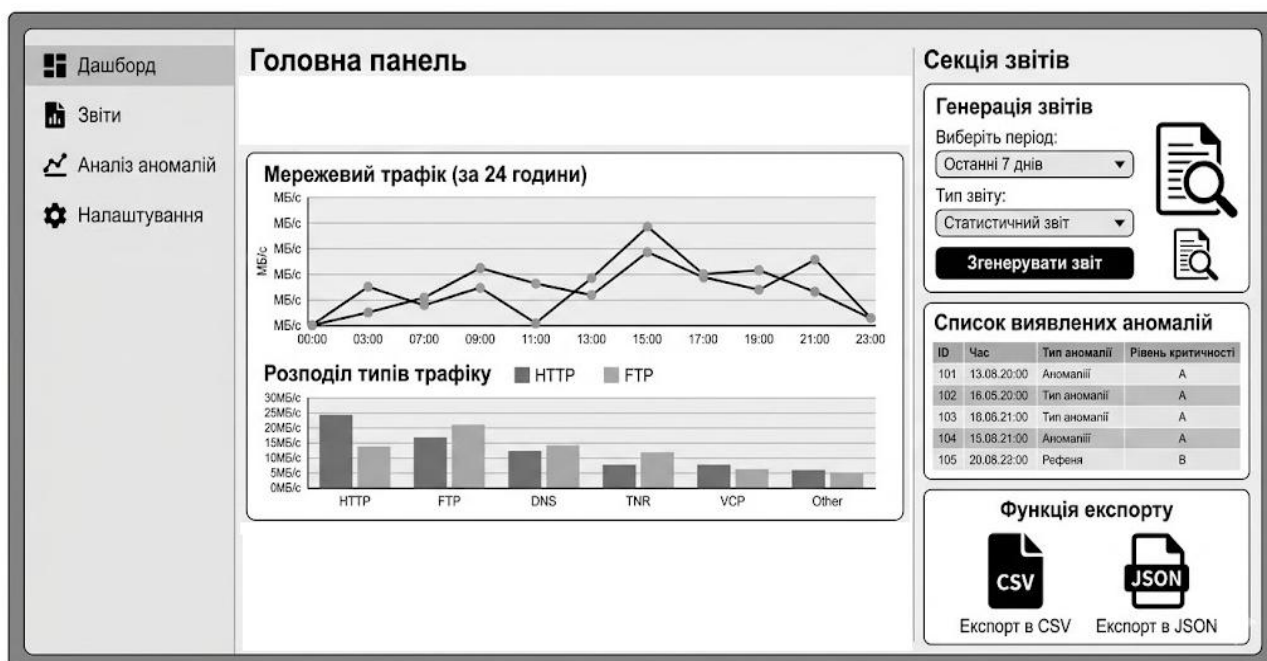 Дашборд
Звіти
Аналіз аномалій
Налаштування
Головна панель
Мережевий трафік (за 24 години)
МБ/с
МБ/с
МБ/с
МБ/с
МБ/с
МБ/с
МБ/с
00:00 03:00 07:00 09:00 11:00 13:00 15:00 17:00 19:00 21:00 23:00
Розподіл типів трафіку HTTP FTP
30МБ/с
25МБ/с
20МБ/с
15МБ/с
10МБ/с
5МБ/с
0МБ/с
HTTP FTP DNS TNR VCP Other
Секція звітів
Генерація звітів
Виберіть період:
Останні 7 днів
Тип звіту:
Статистичний звіт
Згенерувати звіт
Список виявлених аномалій
ID Час Тип аномалії Рівень критичності
101 13.08.20:00 Аномаліїї A
102 16.05.20:00 Тип аномалії A
103 18.06.21:00 Тип аномалії A
104 15.08.21:00 Аномаліїї A
105 20.08.23:00 Рефеня B
Функція експорту
CSV JSON
Експорт в CSV Експорт в JSON